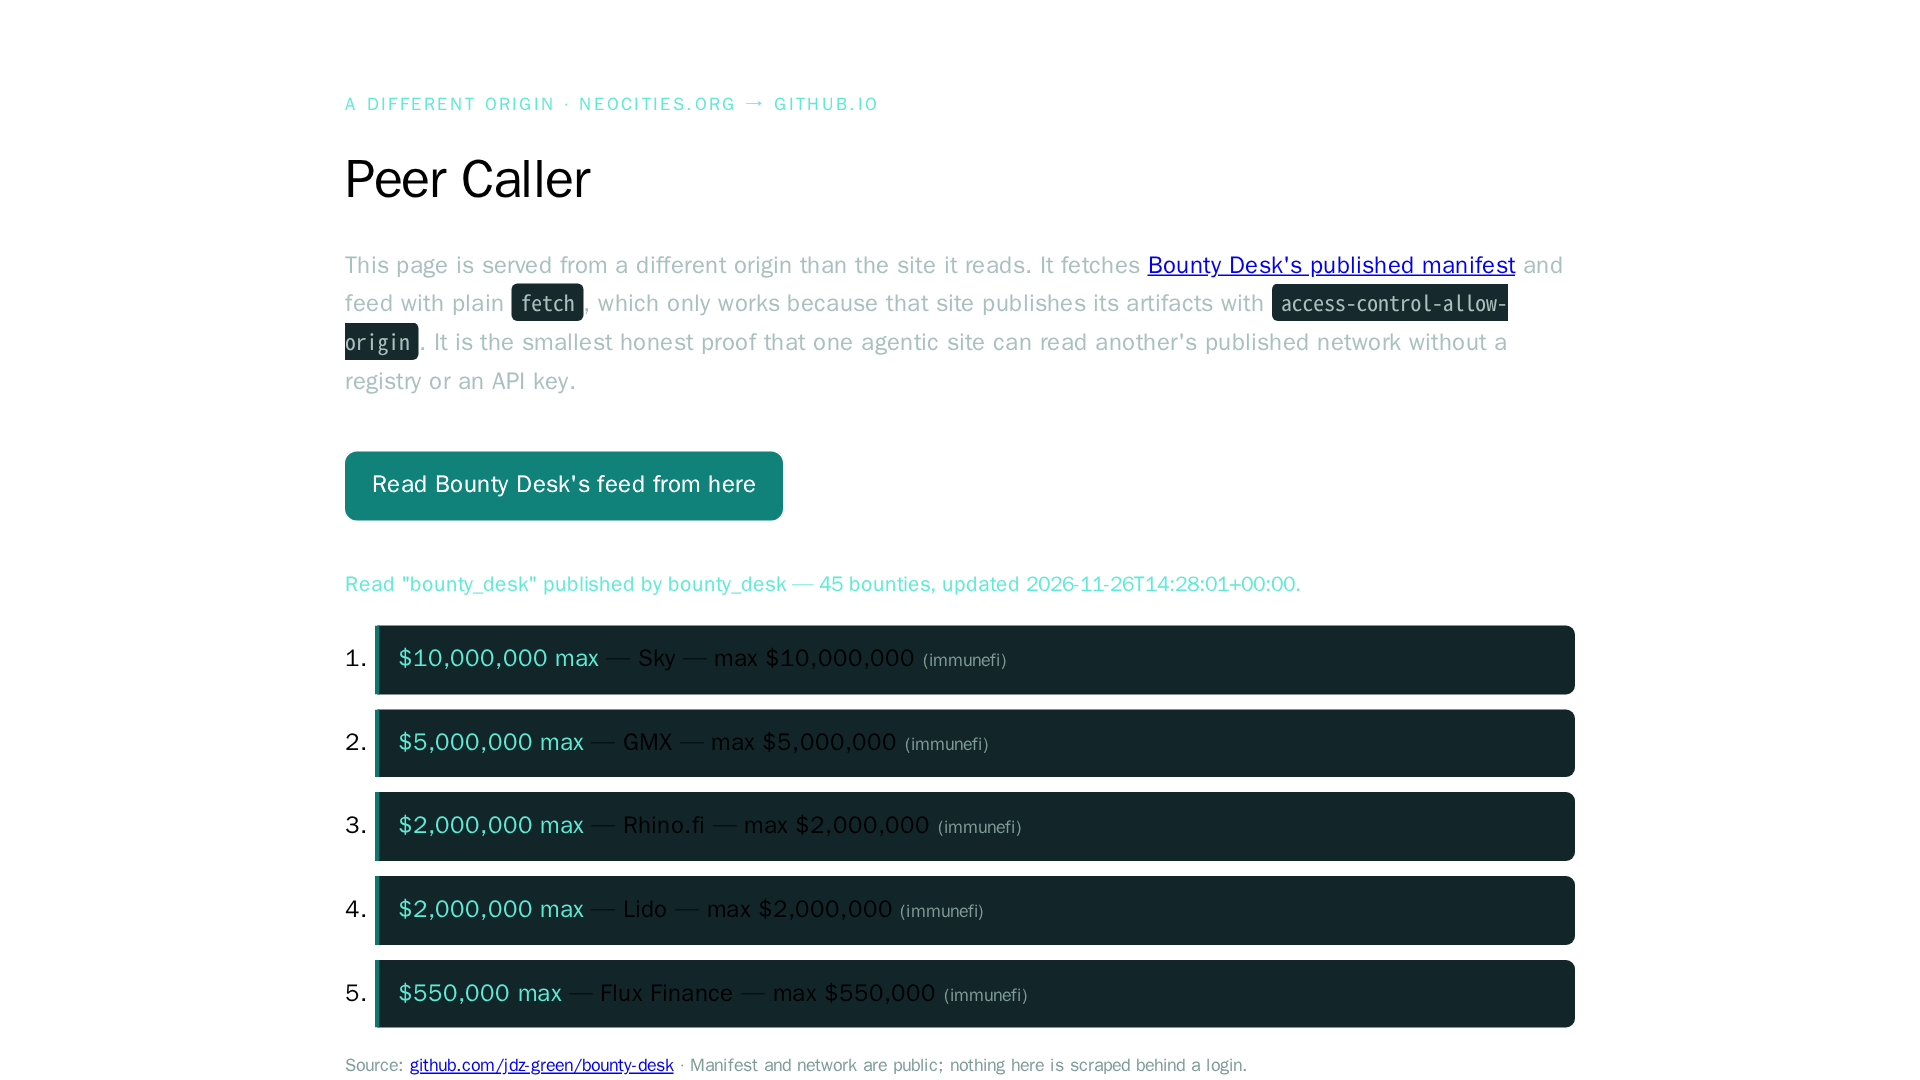 A DIFFERENT ORIGIN · NEOCITIES.ORG → GITHUB.IO
Peer Caller
This page is served from a different origin than the site it reads. It fetches Bounty Desk's published manifest and
feed with plain fetch, which only works because that site publishes its artifacts with access-control-allow-
origin. It is the smallest honest proof that one agentic site can read another's published network without a
registry or an API key.
Read Bounty Desk's feed from here
Read "bounty_desk" published by bounty_desk — 45 bounties, updated 2026-11-26T14:28:01+00:00.
1. $10,000,000 max — Sky — max $10,000,000 (immunefi)
2. $5,000,000 max — GMX — max $5,000,000 (immunefi)
3. $2,000,000 max — Rhino.fi — max $2,000,000 (immunefi)
4. $2,000,000 max — Lido — max $2,000,000 (immunefi)
5. $550,000 max — Flux Finance — max $550,000 (immunefi)
Source: github.com/jdz-green/bounty-desk · Manifest and network are public; nothing here is scraped behind a login.